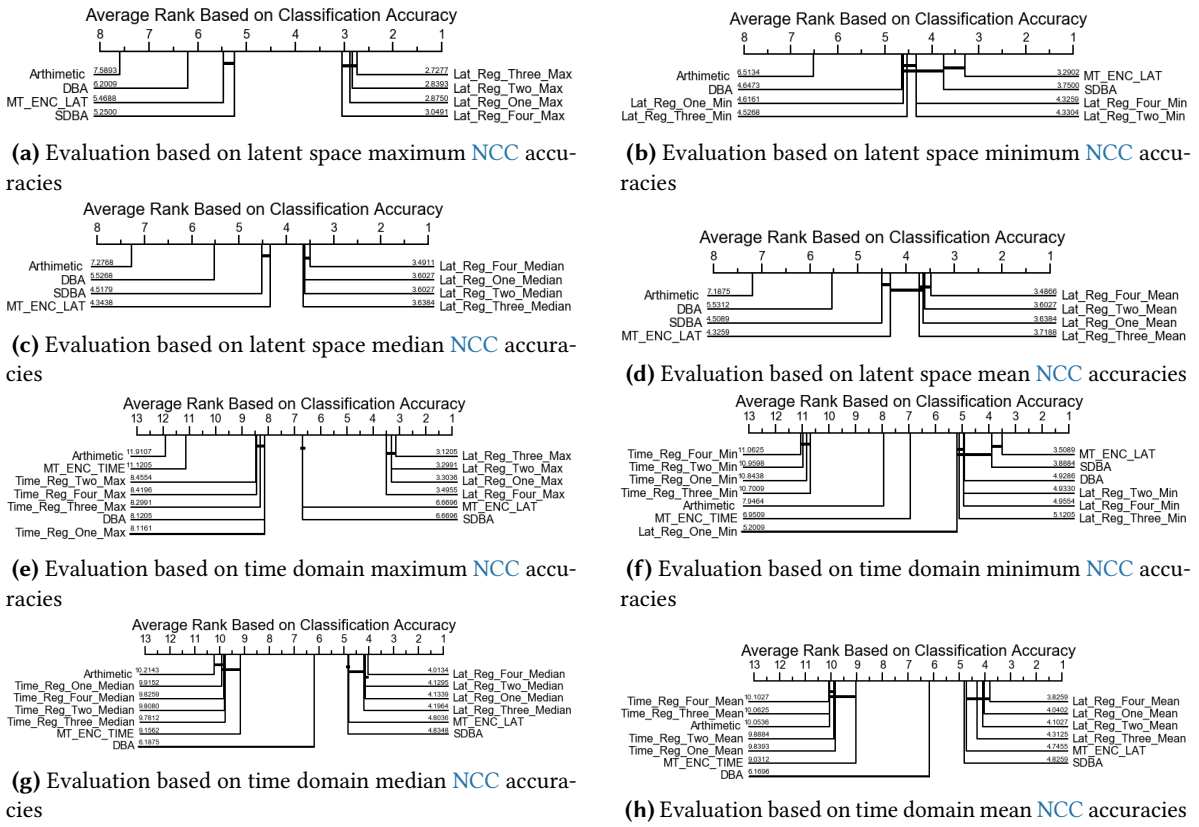 Average Rank Based on Classification Accuracy
8 7 6 5 4 3 2 1
Arthimetic 7.5893
DBA 6.2009
MT_ENC_LAT 5.4688
SDBA 5.2500
2.7277 Lat_Reg_Three_Max
2.8393 Lat_Reg_Two_Max
2.8750 Lat_Reg_One_Max
3.0491 Lat_Reg_Four_Max
(a) Evaluation based on latent space maximum NCC accu-
racies
Average Rank Based on Classification Accuracy
8 7 6 5 4 3 2 1
Arthimetic 6.5134
DBA 4.6473
Lat_Reg_One_Min 4.6161
Lat_Reg_Three_Min 4.5268
3.2902 MT_ENC_LAT
3.7500 SDBA
4.3259 Lat_Reg_Four_Min
4.3304 Lat_Reg_Two_Min
(b) Evaluation based on latent space minimum NCC accu-
racies
Average Rank Based on Classification Accuracy
8 7 6 5 4 3 2 1
Arthimetic 7.2768
DBA 5.5268
SDBA 4.5179
MT_ENC_LAT 4.3438
3.4911 Lat_Reg_Four_Median
3.6027 Lat_Reg_One_Median
3.6027 Lat_Reg_Two_Median
3.6384 Lat_Reg_Three_Median
(c) Evaluation based on latent space median NCC accura-
cies
Average Rank Based on Classification Accuracy
8 7 6 5 4 3 2 1
Arthimetic 7.1875
DBA 5.5312
SDBA 4.5089
MT_ENC_LAT 4.3259
3.4866 Lat_Reg_Four_Mean
3.6027 Lat_Reg_Two_Mean
3.6384 Lat_Reg_One_Mean
3.7188 Lat_Reg_Three_Mean
(d) Evaluation based on latent space mean NCC accuracies
Average Rank Based on Classification Accuracy
13 12 11 10 9 8 7 6 5 4 3 2 1
Arthimetic 11.9107
MT_ENC_TIME 11.1205
Time_Reg_Two_Max 8.4554
Time_Reg_Four_Max 8.4196
Time_Reg_Three_Max 8.2991
DBA 8.1205
Time_Reg_One_Max 8.1161
3.1205 Lat_Reg_Three_Max
3.2991 Lat_Reg_Two_Max
3.3036 Lat_Reg_One_Max
3.4955 Lat_Reg_Four_Max
6.6696 MT_ENC_LAT
6.6696 SDBA
(e) Evaluation based on time domain maximum NCC accu-
racies
Average Rank Based on Classification Accuracy
13 12 11 10 9 8 7 6 5 4 3 2 1
Time_Reg_Four_Min 11.0625
Time_Reg_Two_Min 10.9598
Time_Reg_One_Min 10.8438
Time_Reg_Three_Min 10.7009
Arthimetic 7.9464
MT_ENC_TIME 6.9509
Lat_Reg_One_Min 5.2009
3.5089 MT_ENC_LAT
3.8884 SDBA
4.9286 DBA
4.9330 Lat_Reg_Two_Min
4.9554 Lat_Reg_Four_Min
5.1205 Lat_Reg_Three_Min
(f) Evaluation based on time domain minimum NCC accu-
racies
Average Rank Based on Classification Accuracy
13 12 11 10 9 8 7 6 5 4 3 2 1
Arthimetic 10.2143
Time_Reg_One_Median 9.9152
Time_Reg_Four_Median 9.8259
Time_Reg_Two_Median 9.8080
Time_Reg_Three_Median 9.7812
MT_ENC_TIME 9.1562
DBA 6.1875
4.0134 Lat_Reg_Four_Median
4.1295 Lat_Reg_Two_Median
4.1339 Lat_Reg_One_Median
4.1964 Lat_Reg_Three_Median
4.8036 MT_ENC_LAT
4.8348 SDBA
(g) Evaluation based on time domain median NCC accura-
cies
Average Rank Based on Classification Accuracy
13 12 11 10 9 8 7 6 5 4 3 2 1
Time_Reg_Four_Mean 10.1027
Time_Reg_Three_Mean 10.0625
Arthimetic 10.0536
Time_Reg_Two_Mean 9.8884
Time_Reg_One_Mean 9.8393
MT_ENC_TIME 9.0312
DBA 6.1696
3.8259 Lat_Reg_Four_Mean
4.0402 Lat_Reg_One_Mean
4.1027 Lat_Reg_Two_Mean
4.3125 Lat_Reg_Three_Mean
4.7455 MT_ENC_LAT
4.8259 SDBA
(h) Evaluation based on time domain mean NCC accuracies